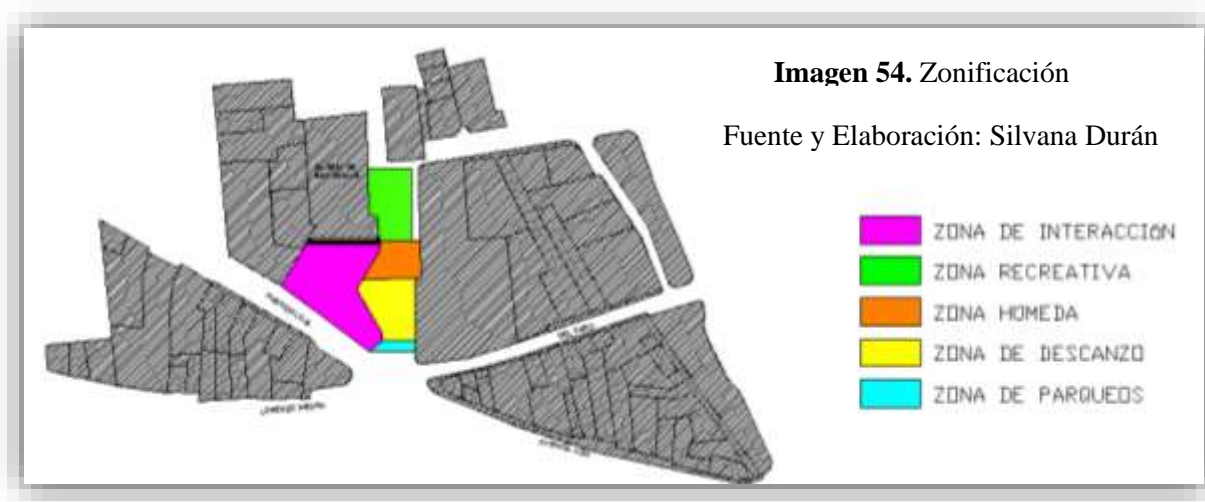 Imagen 54. Zonificación
Fuente y Elaboración: Silvana Durán
ZONA DE INTERACCIÓN
ZONA RECREATIVA
ZONA HÚMEDA
ZONA DE DESCANZO
ZONA DE PARQUEOS